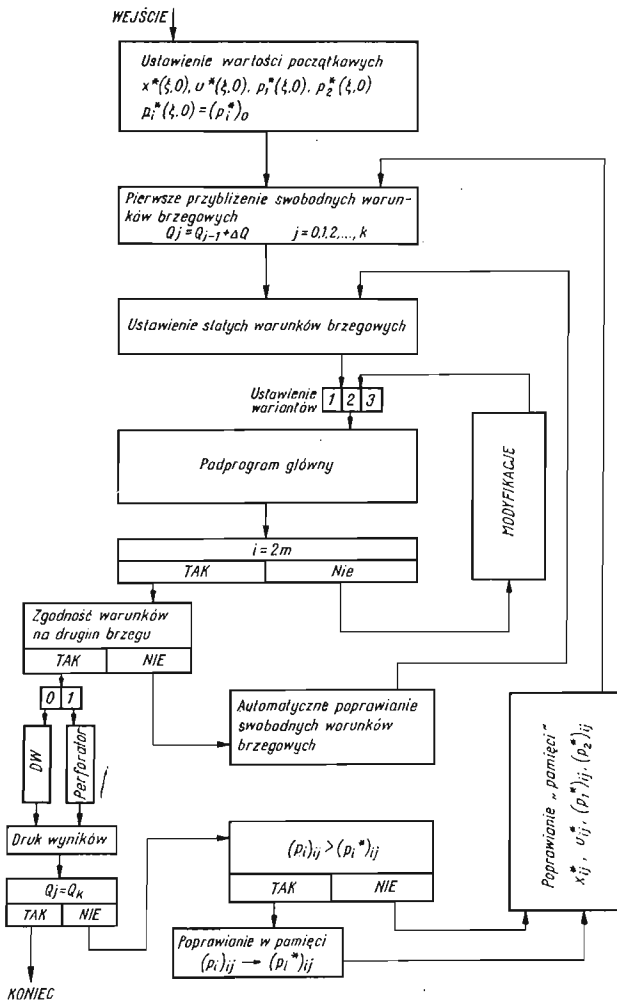 WEJŚCIE
Ustawienie wartości początkowych
x*(ξ,0), υ*(ξ,0), p₁*(ξ,0), p₂*(ξ,0)
pᵢ*(ξ,0) = (pᵢ*)₀
Pierwsze przybliżenie swobodnych warun-
ków brzegowych
Qj = Qj-1 + ΔQ j = 0,1,2,..., k
Ustawienie stałych warunków brzegowych
Ustawienie
wariantów
1 2 3
Podprogram główny
MODYFIKACJE
i = 2m
TAK Nie
Zgodność warunków
na drugim brzegu
TAK NIE
0 1
Automatyczne poprawianie
swobodnych warunków
brzegowych
DW
Perforator
Poprawianie „pamięci”
x*ij, υ*ij, (p₁*)ij, (p₂*)ij
Druk wyników
(pᵢ)ij > (pᵢ*)ij
TAK NIE
Qj = Qk
TAK NIE
Poprawianie w pamięci
(pᵢ)ij → (pᵢ*)ij
KONIEC